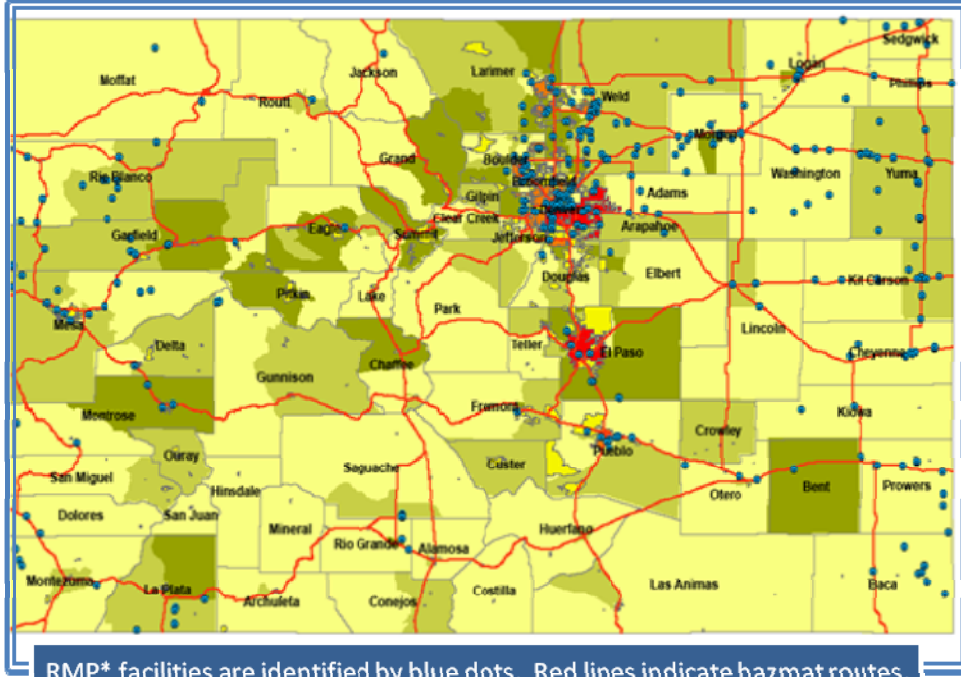 Sedgwick
Logan
Phillips
Moffat
Jackson
Larimer
Routt
Weld
Morgan
Grand
Boulder
Washington
Yuma
Rio Blanco
Broomfield
Gilpin
Adams
Clear Creek
Eagle
Summit
Arapahoe
Garfield
Jefferson
Douglas
Elbert
Kit Carson
Pitkin
Lake
Park
Lincoln
Mesa
Delta
Teller
El Paso
Cheyenne
Chaffee
Gunnison
Montrose
Fremont
Kiowa
Crowley
Pueblo
Ouray
Saguache
Custer
San Miguel
Hinsdale
Otero
Bent
Prowers
Dolores
San Juan
Mineral
Huerfano
Rio Grande
Alamosa
Montezuma
La Plata
Archuleta
Conejos
Costilla
Las Animas
Baca
RMP* facilities are identified by blue dots. Red lines indicate hazmat routes.